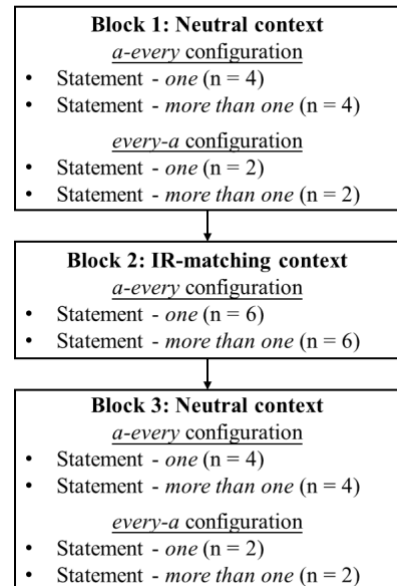 Block 1: Neutral context
a-every configuration
• Statement - one (n = 4)
• Statement - more than one (n = 4)
every-a configuration
• Statement - one (n = 2)
• Statement - more than one (n = 2)
Block 2: IR-matching context
a-every configuration
• Statement - one (n = 6)
• Statement - more than one (n = 6)
Block 3: Neutral context
a-every configuration
• Statement - one (n = 4)
• Statement - more than one (n = 4)
every-a configuration
• Statement - one (n = 2)
• Statement - more than one (n = 2)